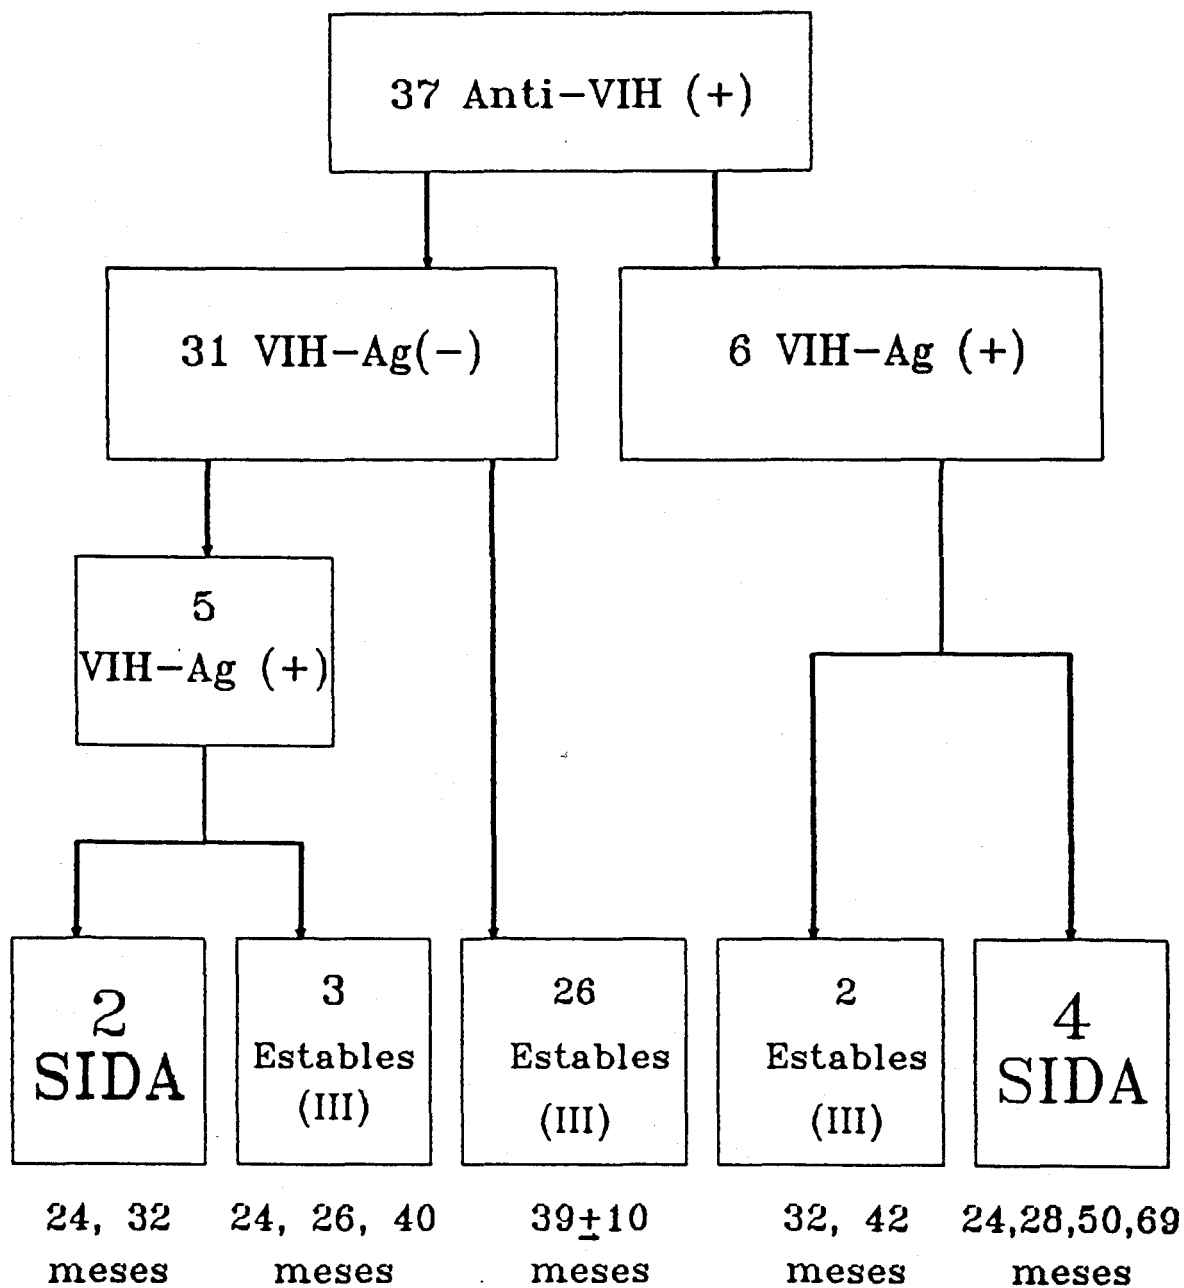 37 Anti-VIH (+)
31 VIH-Ag(-)
6 VIH-Ag (+)
5
VIH-Ag (+)
2
SIDA
3
Estables
(III)
26
Estables
(III)
2
Estables
(III)
4
SIDA
24, 32
meses
24, 26, 40
meses
39±10
meses
32, 42
meses
24,28,50,69
meses